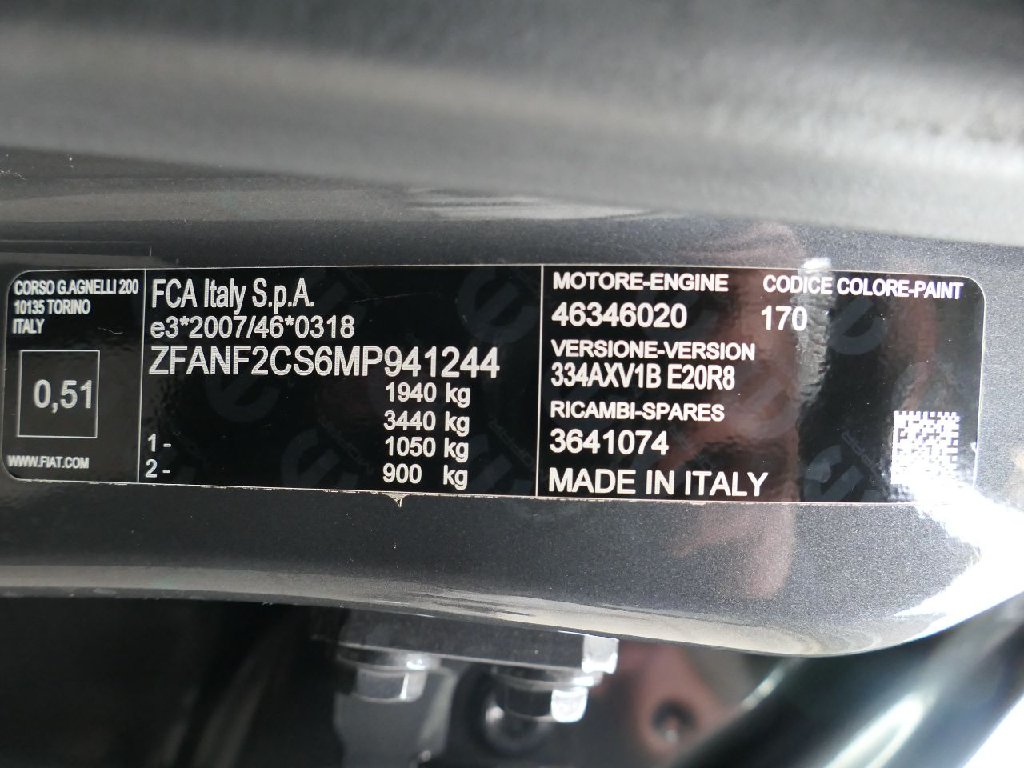 CORSO G.AGNELLI 200
10135 TORINO
ITALY
0,51
WWW.FIAT.COM
FCA Italy S.p.A.
e3*2007/46*0318
ZFANF2CS6MP941244
1940 kg
3440 kg
1 - 1050 kg
2 - 900 kg
MOTORE-ENGINE
46346020
CODICE COLORE-PAINT
170
VERSIONE-VERSION
334AXV1B E20R8
RICAMBI-SPARES
3641074
MADE IN ITALY